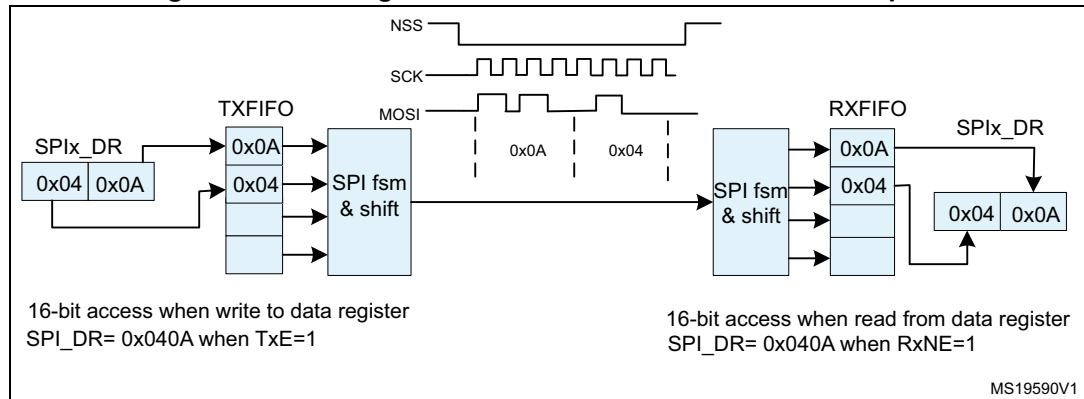 NSS
SCK
MOSI
TXFIFO
RXFIFO
SPIx_DR
SPIx_DR
0x04 0x0A
0x0A
0x04
SPI fsm
& shift
0x0A
0x04
SPI fsm
& shift
0x0A
0x04
0x04 0x0A
16-bit access when write to data register
SPI_DR= 0x040A when TxE=1
16-bit access when read from data register
SPI_DR= 0x040A when RxNE=1
MS19590V1